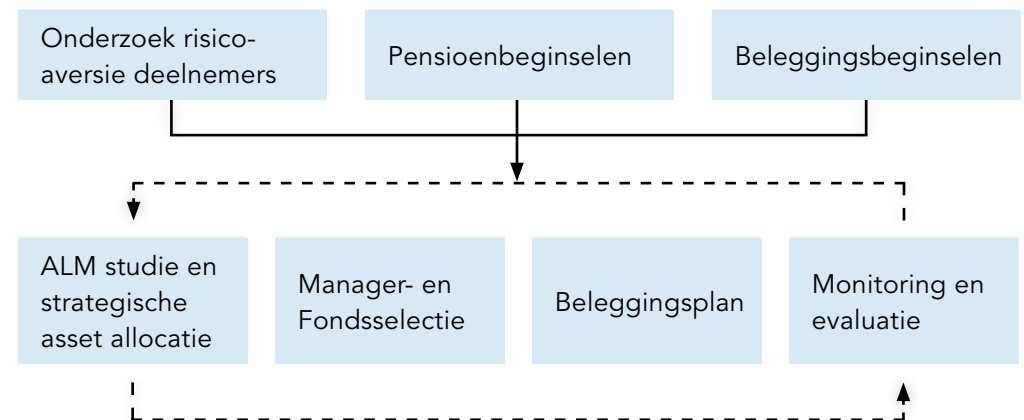 Onderzoek risico-
aversie deelnemers
Pensioenbeginselen
Beleggingsbeginselen
ALM studie en
strategische
asset allocatie
Manager- en
Fondsselectie
Beleggingsplan
Monitoring en
evaluatie